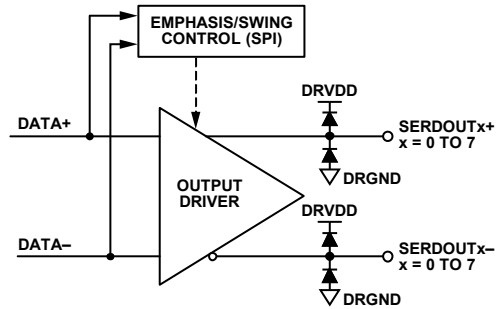 EMPHASIS/SWING
CONTROL (SPI)
DRVDD
DATA+
SERDOUTx+
x = 0 TO 7
OUTPUT
DRIVER
DRGND
DRVDD
DATA–
SERDOUTx–
x = 0 TO 7
DRGND